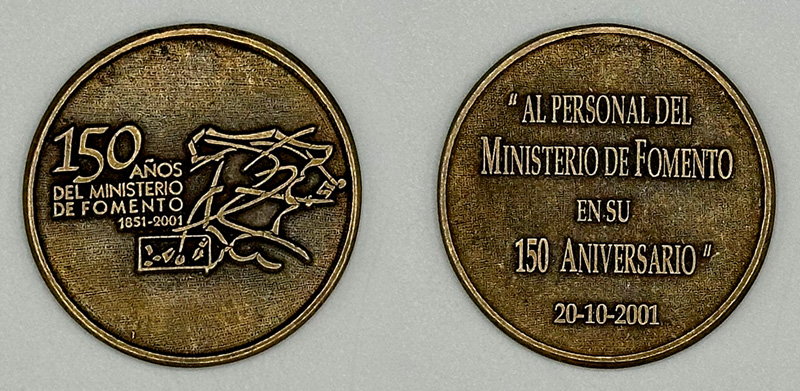 150 AÑOS
DEL MINISTERIO
DE FOMENTO
1851-2001
" AL PERSONAL DEL
MINISTERIO DE FOMENTO
EN SU
150 ANIVERSARIO "
20-10-2001